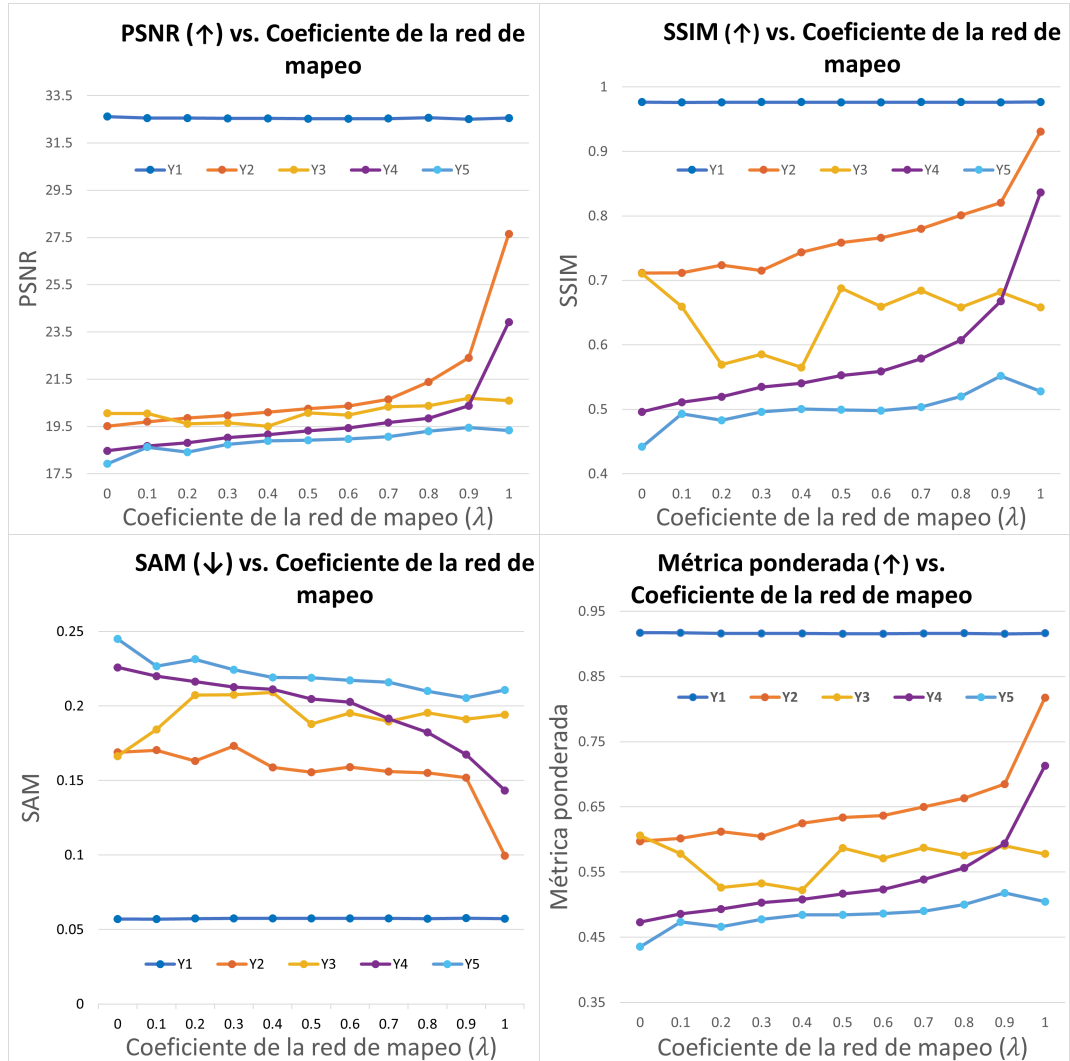 PSNR (↑) vs. Coeficiente de la red de
mapeo
33.5
31.5
29.5
27.5
25.5
23.5
21.5
19.5
17.5
PSNR
Y1 Y2 Y3 Y4 Y5
0 0.1 0.2 0.3 0.4 0.5 0.6 0.7 0.8 0.9 1
Coeficiente de la red de mapeo (λ)
SSIM (↑) vs. Coeficiente de la red de
mapeo
1
0.9
0.8
0.7
0.6
0.5
0.4
SSIM
Y1 Y2 Y3 Y4 Y5
0 0.1 0.2 0.3 0.4 0.5 0.6 0.7 0.8 0.9 1
Coeficiente de la red de mapeo (λ)
SAM (↓) vs. Coeficiente de la red de
mapeo
0.25
0.2
0.15
0.1
0.05
0
SAM
Y1 Y2 Y3 Y4 Y5
0 0.1 0.2 0.3 0.4 0.5 0.6 0.7 0.8 0.9 1
Coeficiente de la red de mapeo (λ)
Métrica ponderada (↑) vs.
Coeficiente de la red de mapeo
0.95
0.85
0.75
0.65
0.55
0.45
0.35
Métrica ponderada
Y1 Y2 Y3 Y4 Y5
0 0.1 0.2 0.3 0.4 0.5 0.6 0.7 0.8 0.9 1
Coeficiente de la red de mapeo (λ)